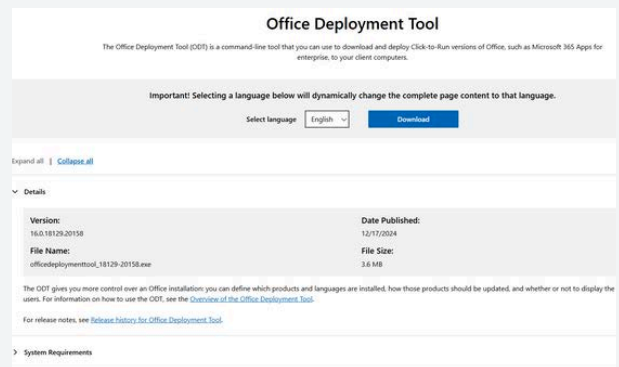 Office Deployment Tool
The Office Deployment Tool (ODT) is a command-line tool that you can use to download and deploy Click-to-Run versions of Office, such as Microsoft 365 Apps for
enterprise, to your client computers.
Important! Selecting a language below will dynamically change the complete page content to that language.
Select language English Download
Expand all | Collapse all
Details
Version: Date Published:
16.0.18129.20158 12/17/2024
File Name: File Size:
officedeploymenttool_18129-20158.exe 3.6 MB
The ODT gives you more control over an Office installation: you can define which products and languages are installed, how those products should be updated, and whether or not to display the
users. For information on how to use the ODT, see the Overview of the Office Deployment Tool.
For release notes, see Release history for Office Deployment Tool.
System Requirements